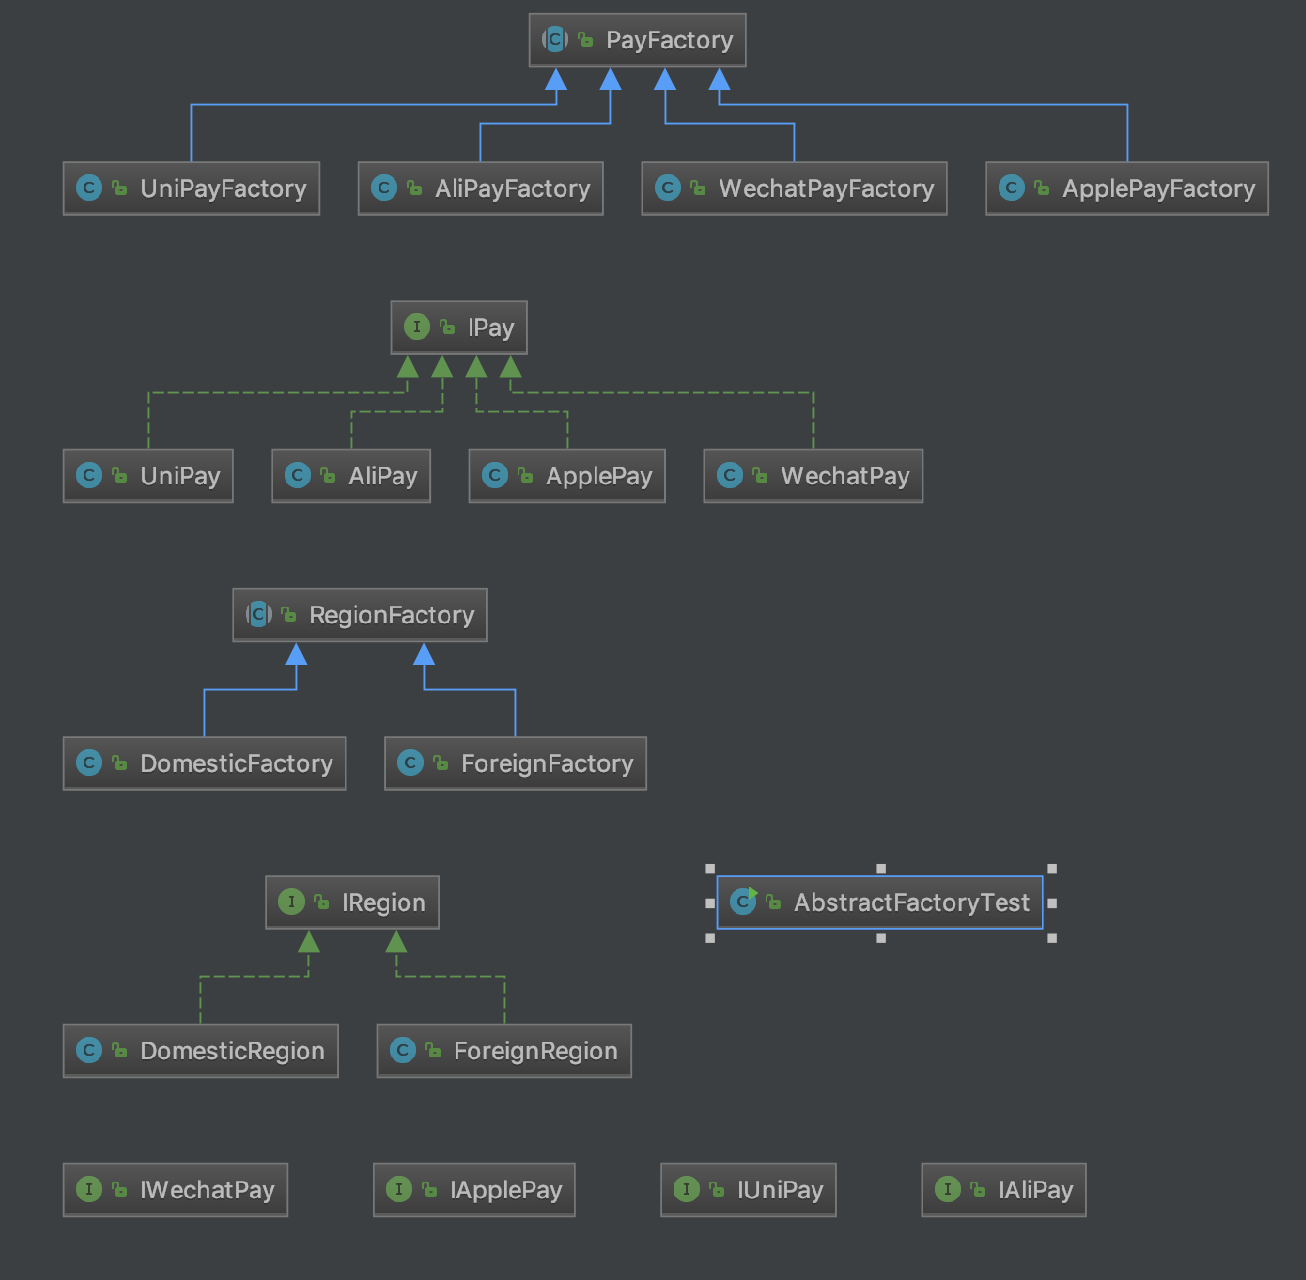 PayFactory
UniPayFactory
AliPayFactory
WechatPayFactory
ApplePayFactory
IPay
UniPay
AliPay
ApplePay
WechatPay
RegionFactory
DomesticFactory
ForeignFactory
IRegion
AbstractFactoryTest
DomesticRegion
ForeignRegion
IWechatPay
IApplePay
IUniPay
IAliPay